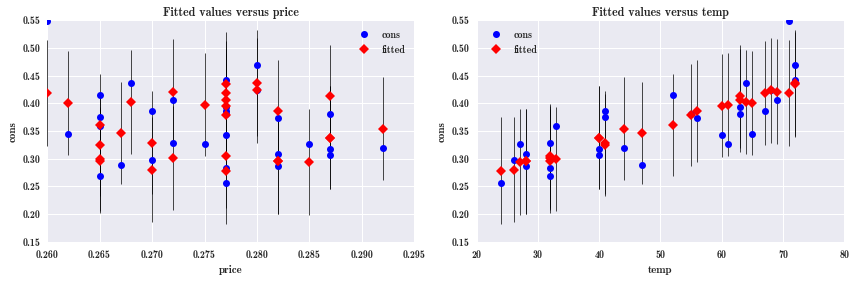 Fitted values versus price
cons
fitted
0.55
0.50
0.45
0.40
0.35
0.30
0.25
0.20
0.15
cons
0.260 0.265 0.270 0.275 0.280 0.285 0.290 0.295
price
Fitted values versus temp
cons
fitted
0.55
0.50
0.45
0.40
0.35
0.30
0.25
0.20
0.15
cons
20 30 40 50 60 70 80
temp